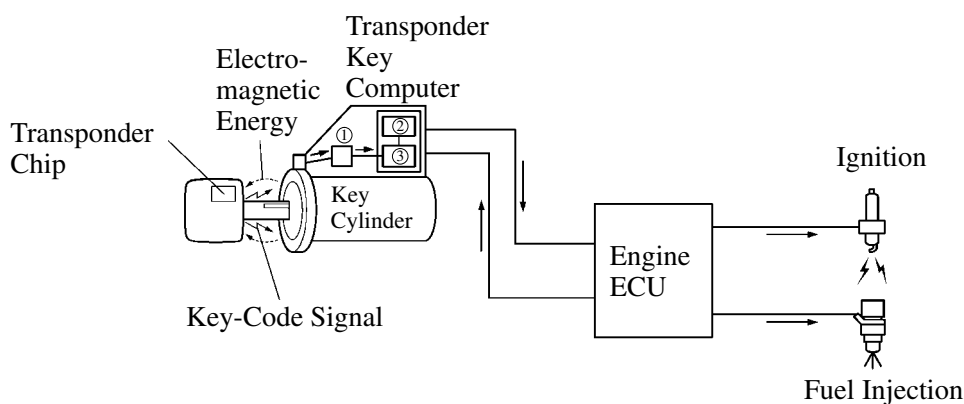 Transponder
Key
Computer
Electro-
magnetic
Energy
Transponder
Chip
①
②
③
Key
Cylinder
Key-Code Signal
Engine
ECU
Ignition
Fuel Injection